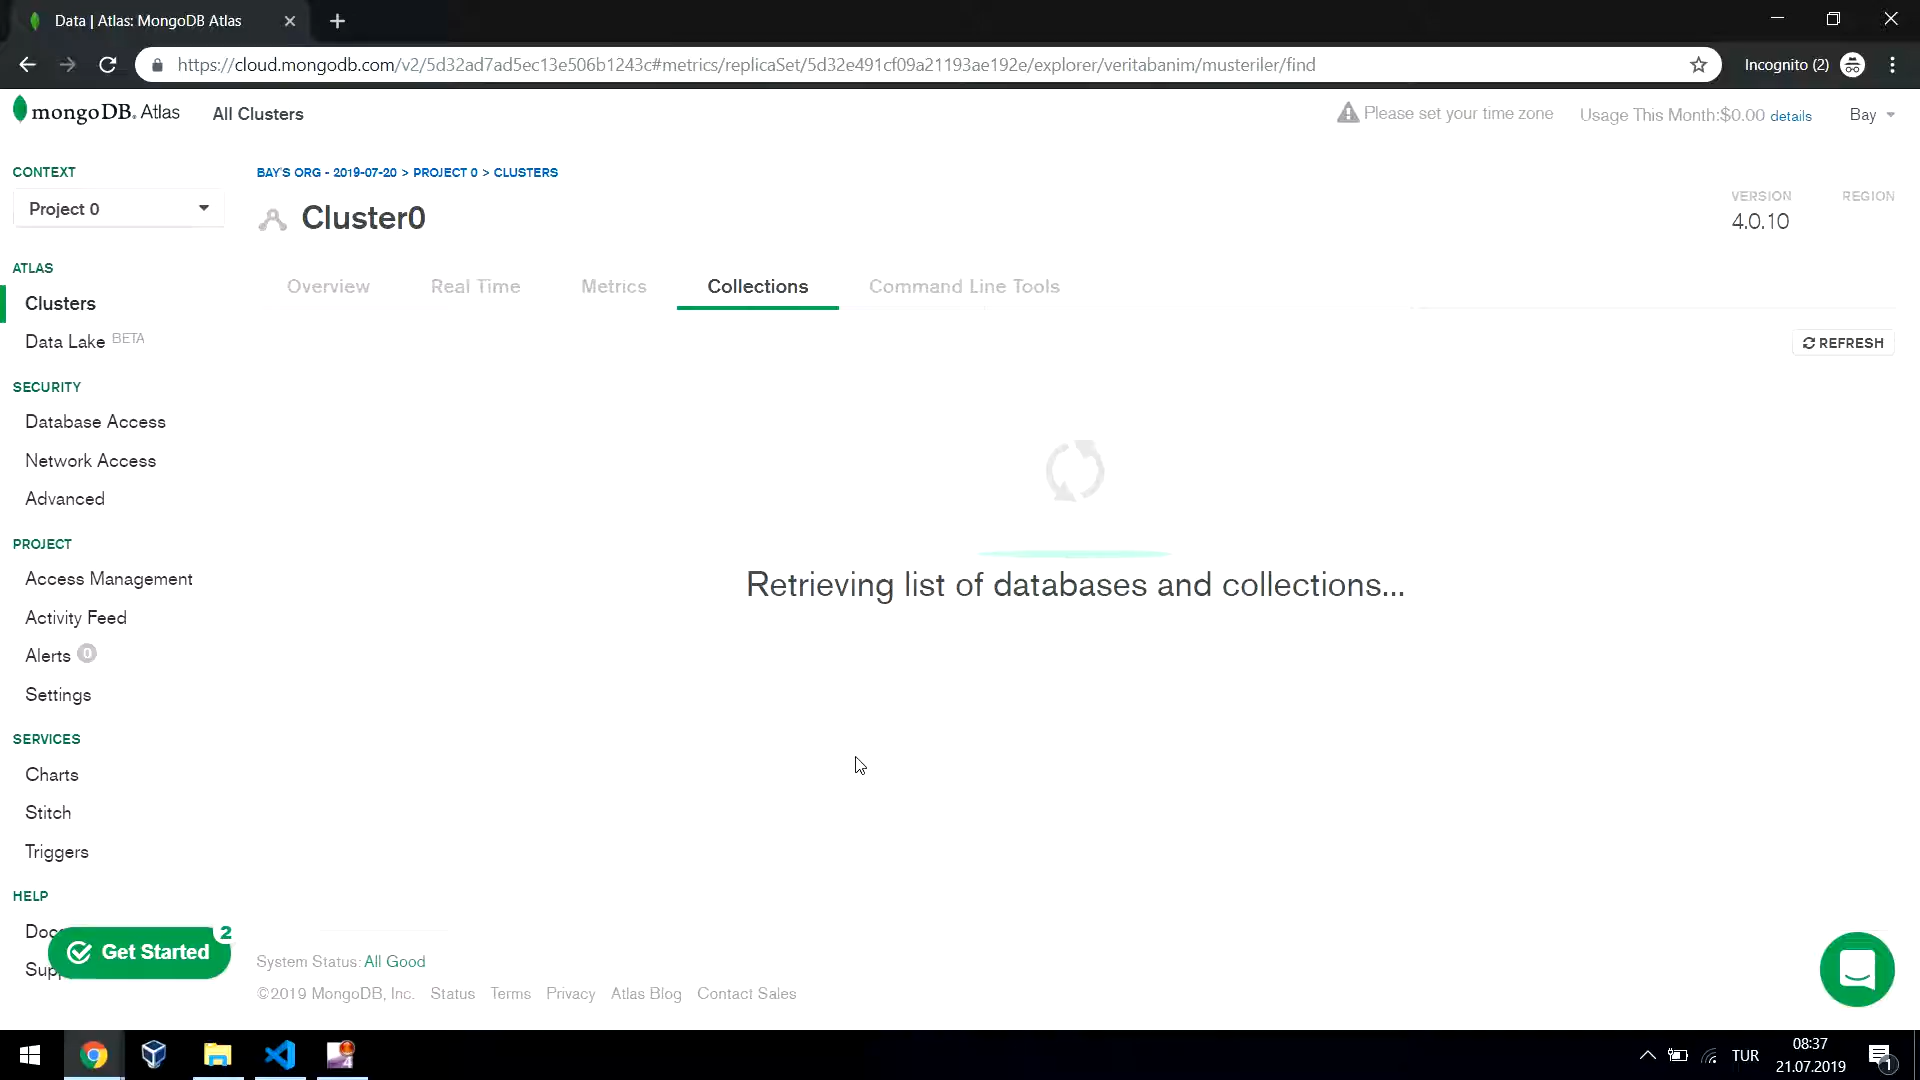 Data | Atlas: MongoDB Atlas
https://cloud.mongodb.com/v2/5d32ad7ad5ec13e506b1243c#metrics/replicaSet/5d32e491cf09a21193ae192e/explorer/veritabanim/musteriler/find
Incognito (2)
mongoDB. Atlas
All Clusters
Please set your time zone
Usage This Month:$0.00 details
Bay
CONTEXT
Project 0
BAY'S ORG - 2019-07-20 > PROJECT 0 > CLUSTERS
Cluster0
VERSION
4.0.10
REGION
Overview
Real Time
Metrics
Collections
Command Line Tools
REFRESH
ATLAS
Clusters
Data Lake BETA
SECURITY
Database Access
Network Access
Advanced
PROJECT
Access Management
Activity Feed
Alerts 0
Settings
SERVICES
Charts
Stitch
Triggers
HELP
Retrieving list of databases and collections...
Get Started
2
System Status: All Good
©2019 MongoDB, Inc. Status Terms Privacy Atlas Blog Contact Sales
TUR
08:37
21.07.2019
1